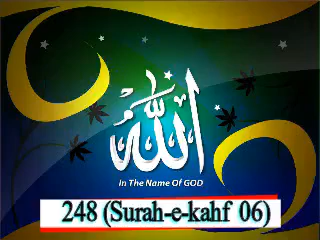 الله
In The Name Of GOD
248 (Surah-e-kahf 06)